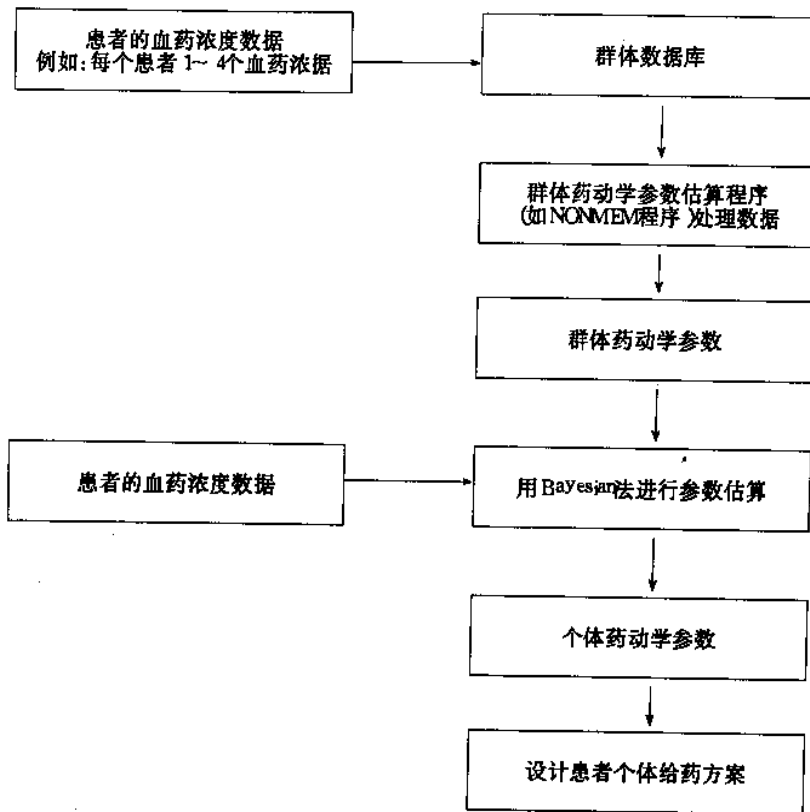 患者的血药浓度数据
例如:每个患者 1~ 4个血药浓据
群体数据库
群体药动学参数估算程序
(如NONMEM程序 )处理数据
群体药动学参数
患者的血药浓度数据
用Bayesian法进行参数估算
个体药动学参数
设计患者个体给药方案